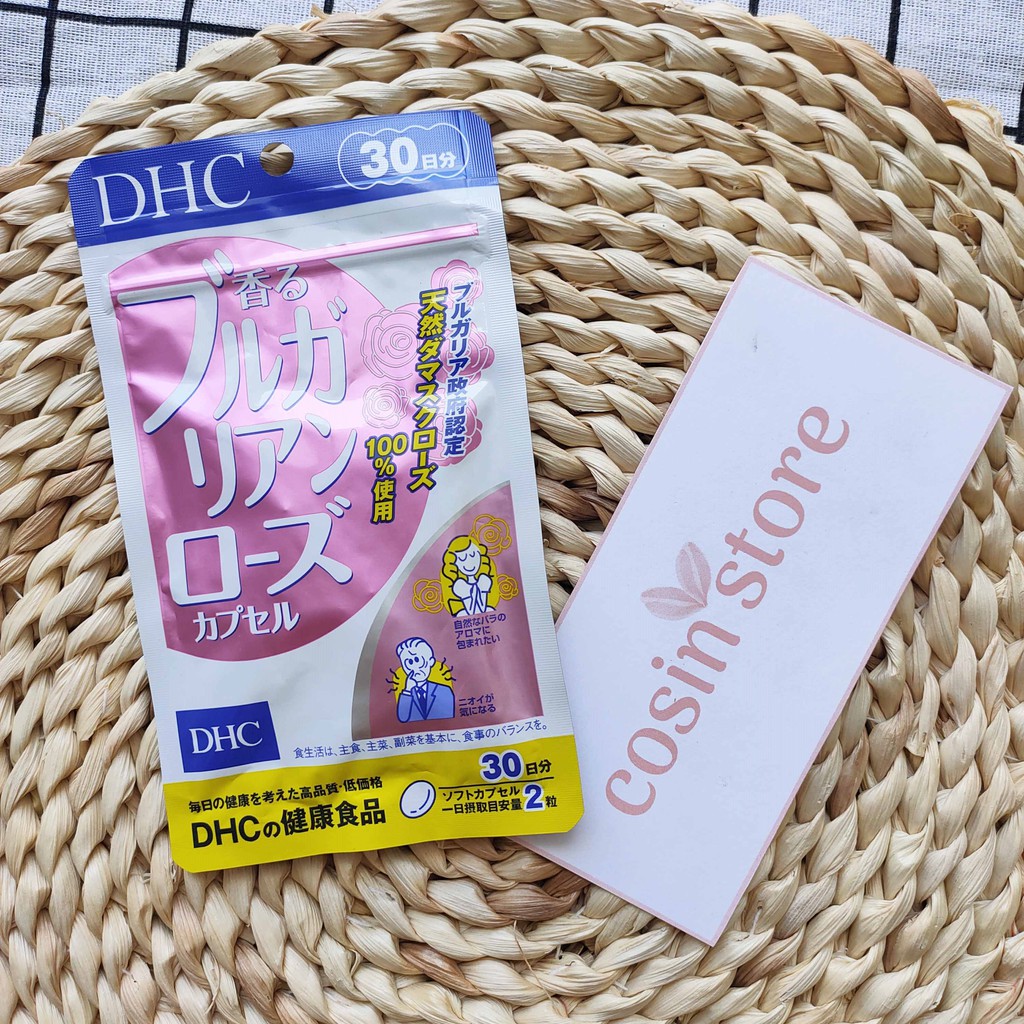 DHC
30日分
香る
ブルガ
リアン
ローズ
カプセル
ブルガリア政府認定
天然ダマスクローズ
100%使用
自然なバラの
アロマに
包まれたい
ニオイが
気になる
DHC
食生活は、主食、主菜、副菜を基本に、食事のバランスを。
毎日の健康を考えた高品質・低価格
DHCの健康食品
30日分
ソフトカプセル
一日摂取目安量2粒
cosin store